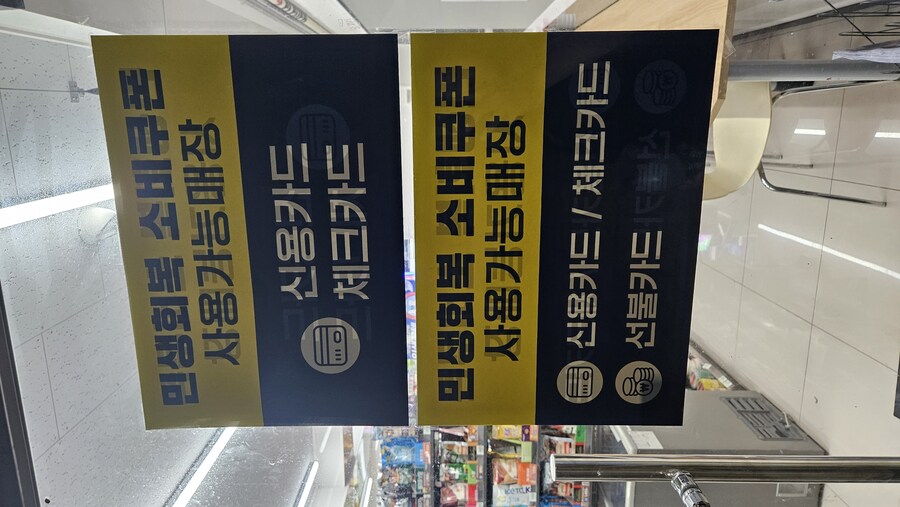 민생회복 소비쿠폰
사용가능매장
신용카드
체크카드
민생회복 소비쿠폰
사용가능매장
신용카드 / 체크카드
선불카드